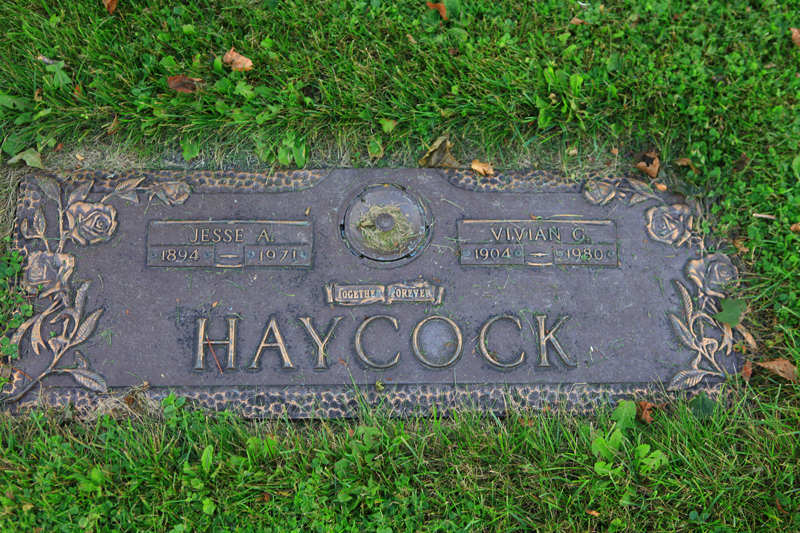 JESSE A.
1894 1971
VIVIAN G.
1904 1980
TOGETHER FOREVER
HAYCOCK